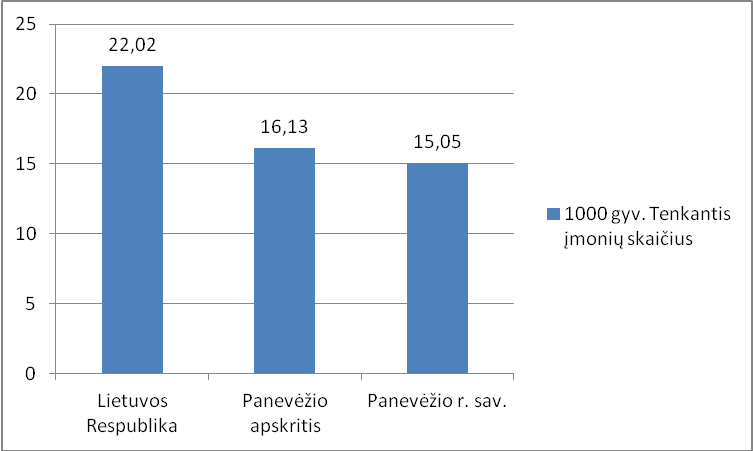 25
22,02
20
16,13
15,05
15
1000 gyv. Tenkantis
įmonių skaičius
10
5
0
Lietuvos
Respublika
Panevėžio
apskritis
Panevėžio r. sav.